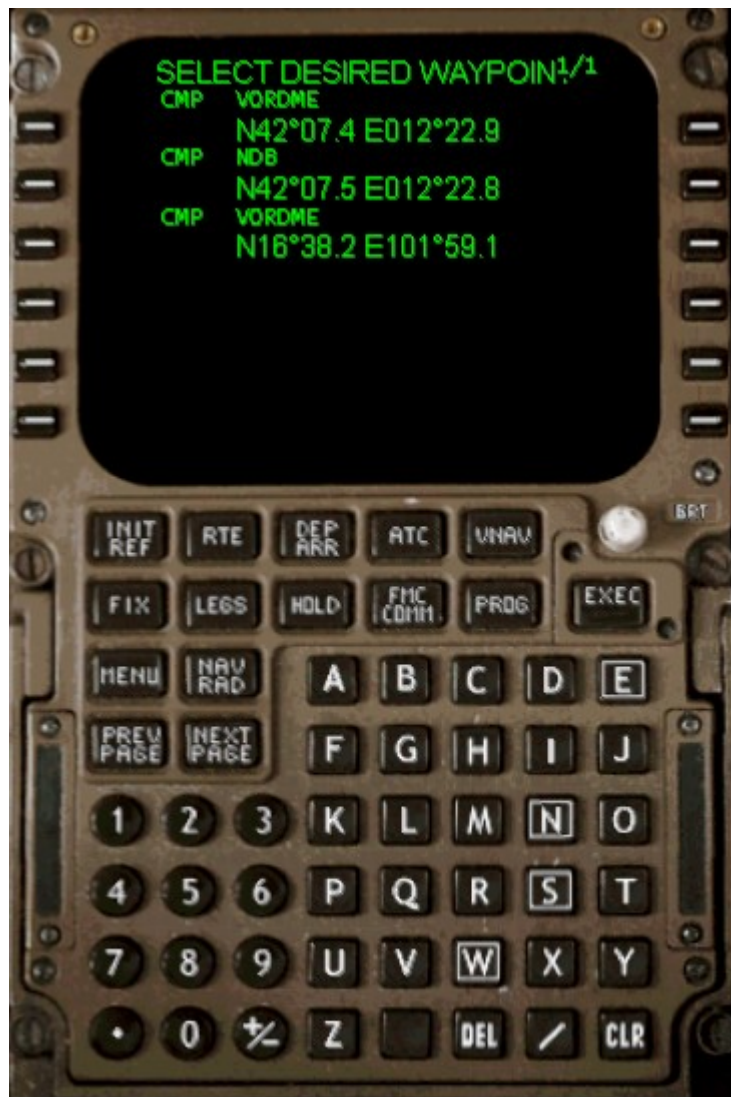 SELECT DESIRED WAYPOIN 1/1
CMP VORDME
N42°07.4 E012°22.9
CMP NDB
N42°07.5 E012°22.8
CMP VORDME
N16°38.2 E101°59.1
BRT
INIT REF RTE DEP ARR ATC VNAV
FIX LEGS HOLD FMC COMM PROG EXEC
MENU NAV RAD A B C D E
PREV PAGE NEXT PAGE F G H I J
1 2 3 K L M N O
4 5 6 P Q R S T
7 8 9 U V W X Y
. 0 +/- Z DEL / CLR